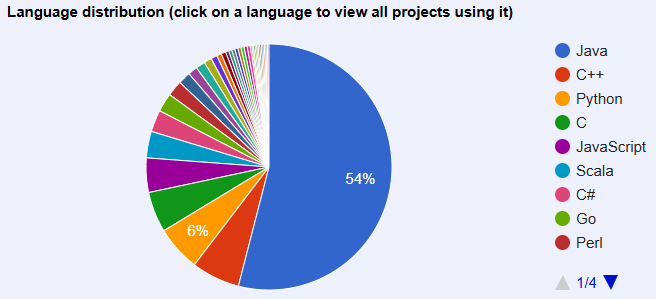 Language distribution (click on a language to view all projects using it)
54%
6%
Java
C++
Python
C
JavaScript
Scala
C#
Go
Perl
1/4